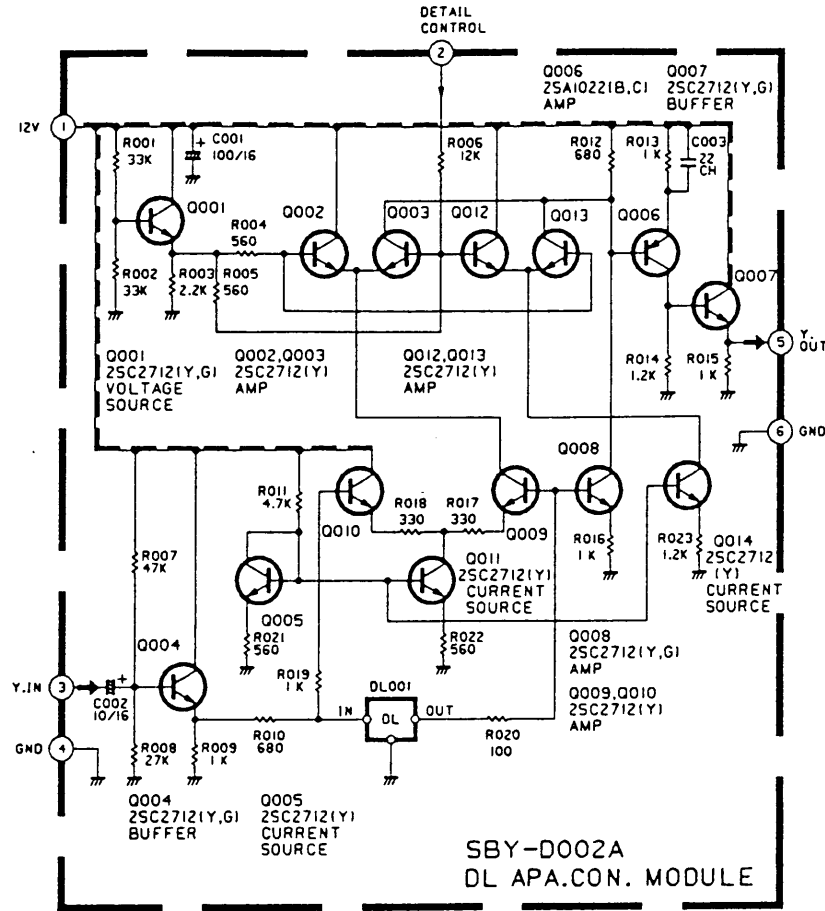 DETAIL
CONTROL
2
Q006
2SA1022(B,C)
AMP
Q007
2SC2712(Y,G)
BUFFER
12V
1
R001
33K
+
C001
100/16
R006
12K
R012
680
R013
1K
C003
22
CH
Q001
R004
560
Q002
Q003
Q012
Q013
Q006
R002
33K
R003
2.2K
R005
560
Q007
Q001
2SC2712(Y,G)
VOLTAGE
SOURCE
Q002,Q003
2SC2712(Y)
AMP
Q012,Q013
2SC2712(Y)
AMP
R014
1.2K
R015
1K
5
Y.
OUT
6
GND
Q008
R011
4.7K
R018
330
R017
330
Q010
Q009
R016
1K
R023
1.2K
Q014
2SC2712
(Y)
CURRENT
SOURCE
R007
47K
Q011
2SC2712(Y)
CURRENT
SOURCE
Q005
R021
560
R022
560
Q008
2SC2712(Y,G)
AMP
Q004
R019
1K
DL001
Q009,Q010
2SC2712(Y)
AMP
Y.IN
3
+
C002
10/16
IN
DL
OUT
GND
4
R008
27K
R009
1K
R010
680
R020
100
Q004
2SC2712(Y,G)
BUFFER
Q005
2SC2712(Y)
CURRENT
SOURCE
SBY-D002A
DL APA.CON. MODULE